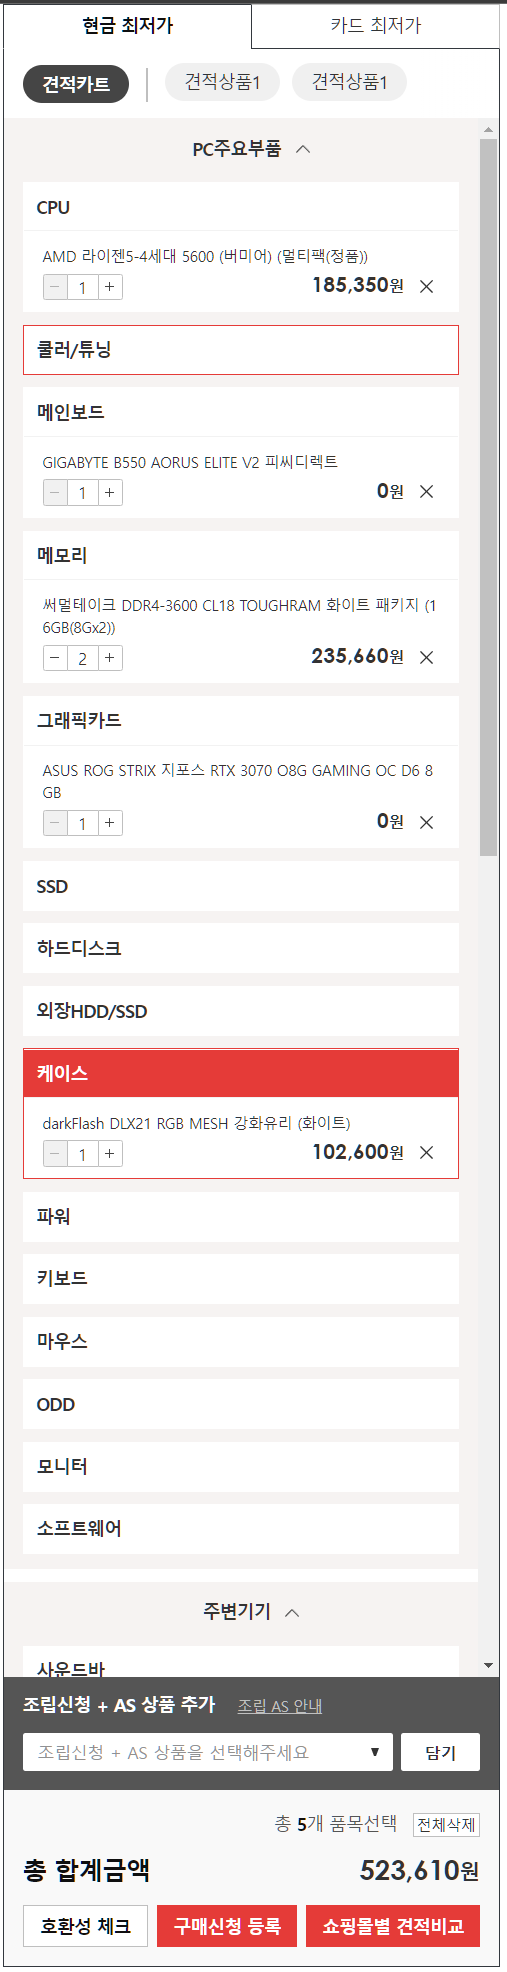 현금 최저가 카드 최저가
견적카트 견적상품1 견적상품1
PC주요부품
CPU
AMD 라이젠5-4세대 5600 (버미어) (멀티팩(정품))
1 185,350원
쿨러/튜닝
메인보드
GIGABYTE B550 AORUS ELITE V2 피씨디렉트
1 0원
메모리
써멀테이크 DDR4-3600 CL18 TOUGHRAM 화이트 패키지 (1
6GB(8Gx2))
2 235,660원
그래픽카드
ASUS ROG STRIX 지포스 RTX 3070 O8G GAMING OC D6 8
GB
1 0원
SSD
하드디스크
외장HDD/SSD
케이스
darkFlash DLX21 RGB MESH 강화유리 (화이트)
1 102,600원
파워
키보드
마우스
ODD
모니터
소프트웨어
주변기기
사운드바
조립신청 + AS 상품 추가 조립 AS 안내
조립신청 + AS 상품을 선택해주세요 담기
총 5개 품목선택 전체삭제
총 합계금액 523,610원
호환성 체크 구매신청 등록 쇼핑몰별 견적비교